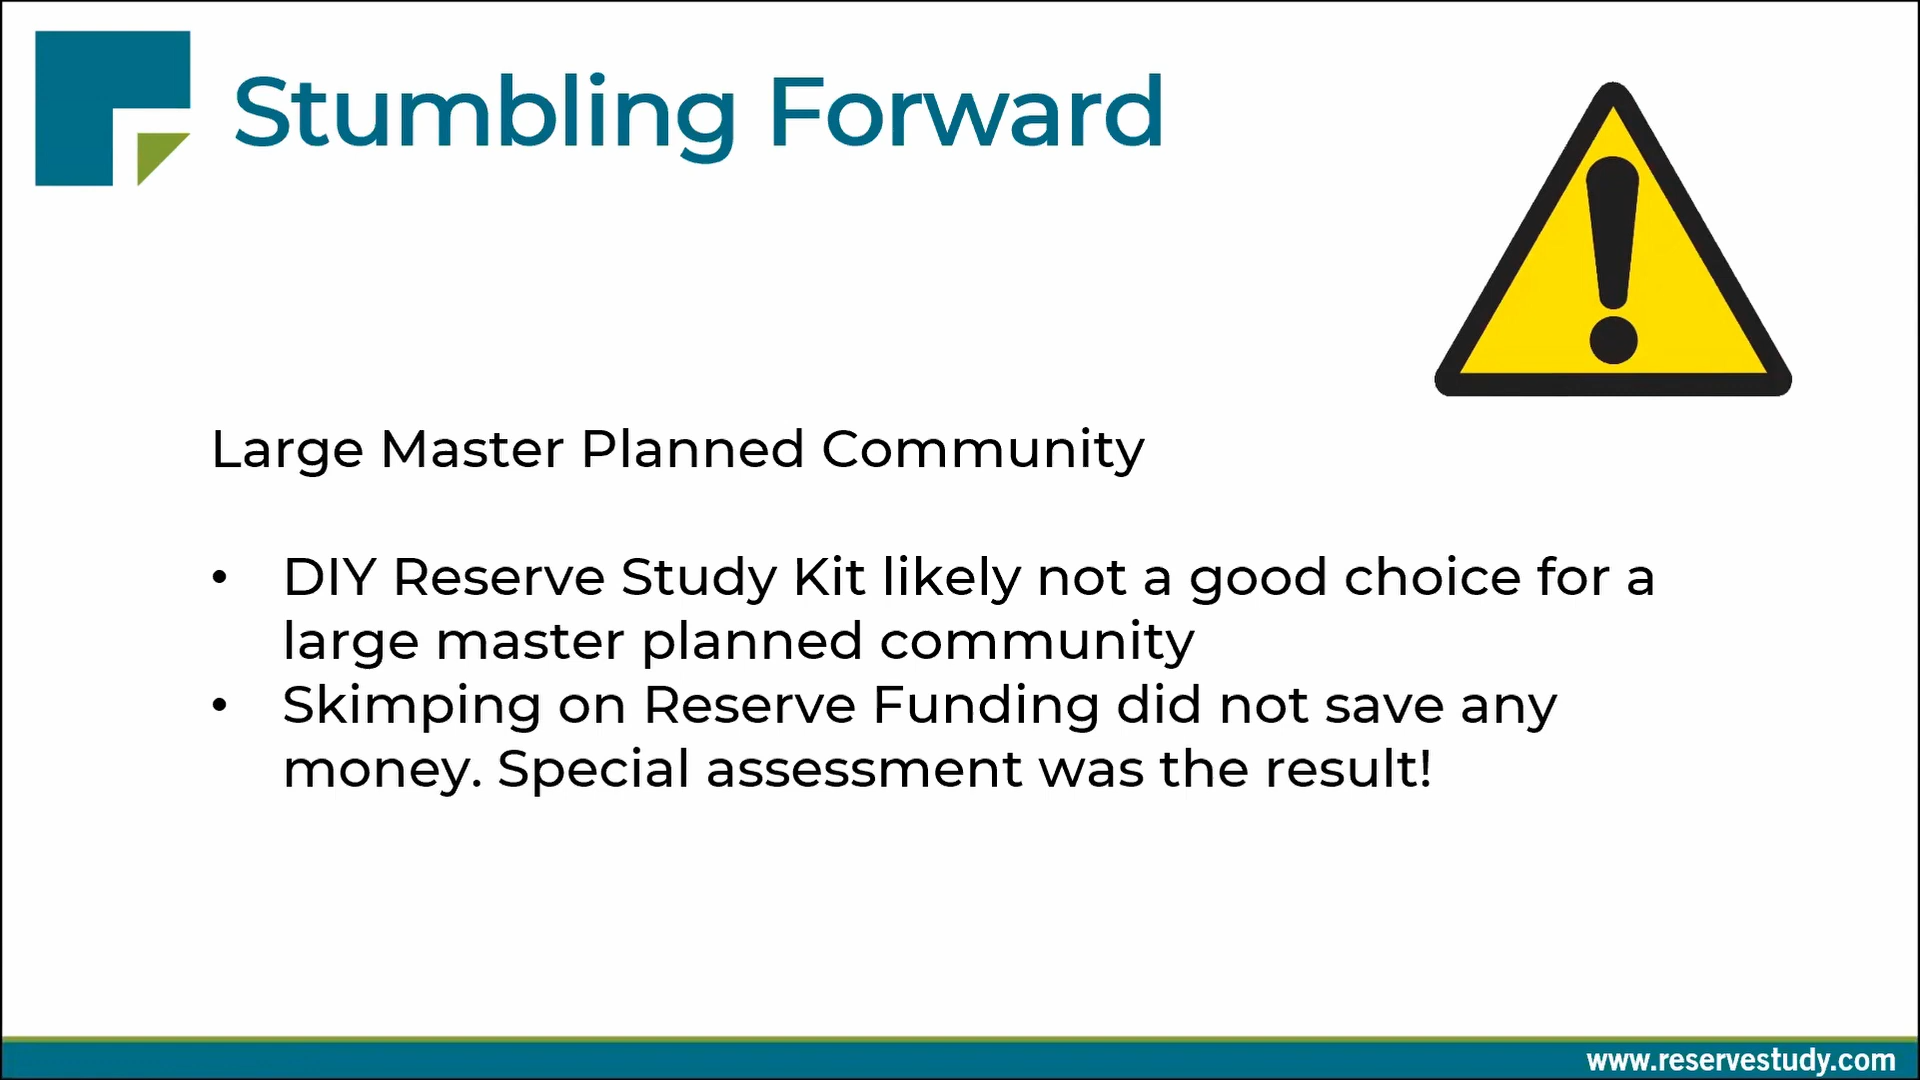 Stumbling Forward
Large Master Planned Community
• DIY Reserve Study Kit likely not a good choice for a
large master planned community
• Skimping on Reserve Funding did not save any
money. Special assessment was the result!
www.reservestudy.com